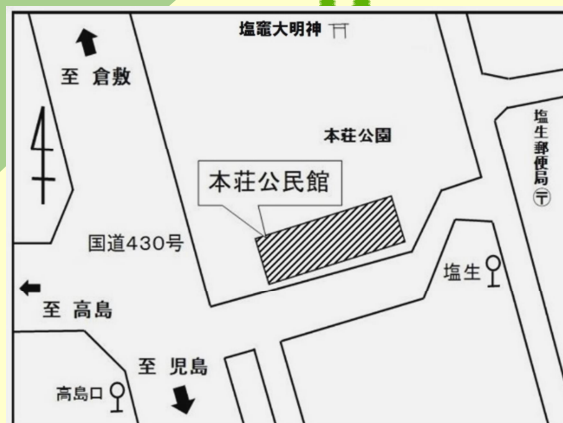 塩竈大明神
至 倉敷
本荘公園
塩生郵便局〒
本荘公民館
国道430号
塩生
至 高島
至 児島
高島口